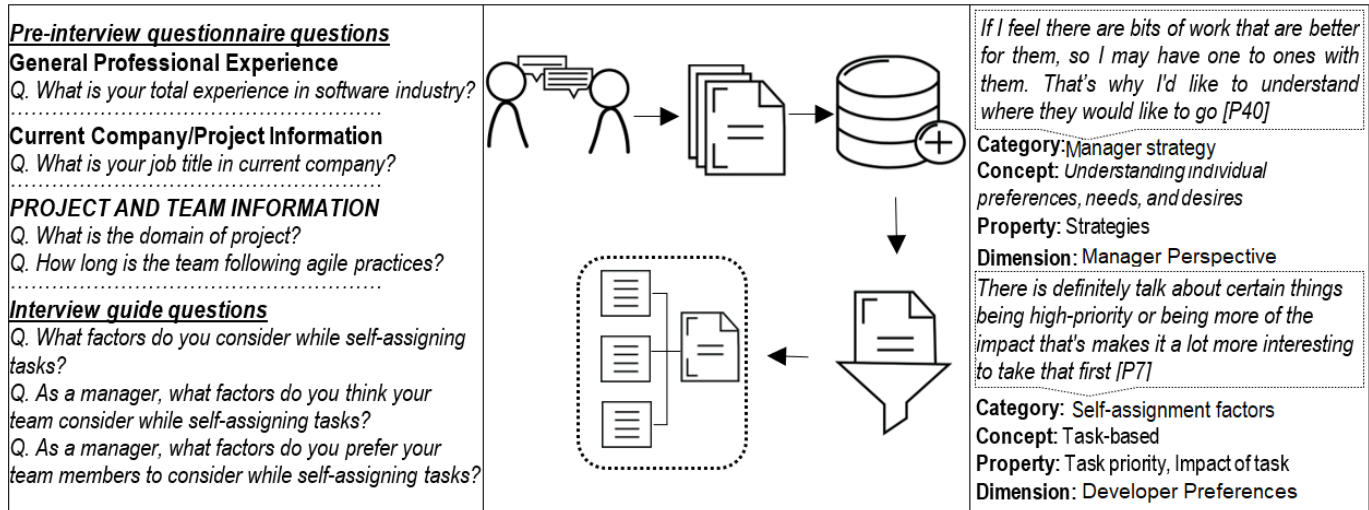 Pre-interview questionnaire questions
General Professional Experience
Q. What is your total experience in software industry?
Current Company/Project Information
Q. What is your job title in current company?
PROJECT AND TEAM INFORMATION
Q. What is the domain of project?
Q. How long is the team following agile practices?
Interview guide questions
Q. What factors do you consider while self-assigning
tasks?
Q. As a manager, what factors do you think your
team consider while self-assigning tasks?
Q. As a manager, what factors do you prefer your
team members to consider while self-assigning tasks?
If I feel there are bits of work that are better
for them, so I may have one to ones with
them. That's why I'd like to understand
where they would like to go [P40]
Category: Manager strategy
Concept: Understanding individual
preferences, needs, and desires
Property: Strategies
Dimension: Manager Perspective
There is definitely talk about certain things
being high-priority or being more of the
impact that's makes it a lot more interesting
to take that first [P7]
Category: Self-assignment factors
Concept: Task-based
Property: Task priority, Impact of task
Dimension: Developer Preferences